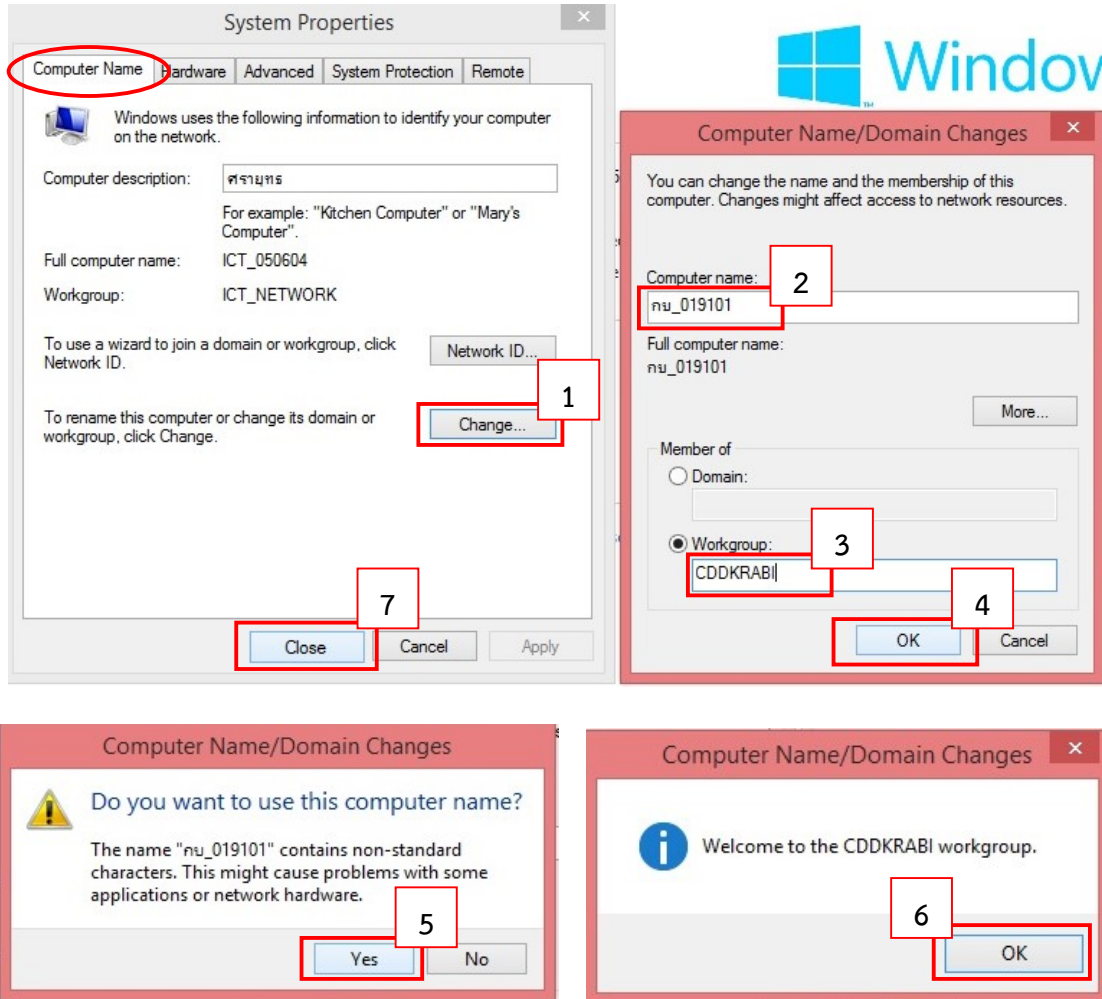 System Properties
Computer Name Hardware Advanced System Protection Remote
Windows uses the following information to identify your computer
on the network.
Computer description: ศรายุทธ
For example: "Kitchen Computer" or "Mary's
Computer".
Full computer name: ICT_050604
Workgroup: ICT_NETWORK
To use a wizard to join a domain or workgroup, click
Network ID.
Network ID...
1
To rename this computer or change its domain or
workgroup, click Change.
Change...
7
Close Cancel Apply
Computer Name/Domain Changes
You can change the name and the membership of this
computer. Changes might affect access to network resources.
Computer name:
2
กบ_019101
Full computer name:
กบ_019101
More...
Member of
Domain:
Workgroup:
3
CDDKRABI
4
OK Cancel
Computer Name/Domain Changes
Do you want to use this computer name?
The name "กบ_019101" contains non-standard
characters. This might cause problems with some
applications or network hardware.
5
Yes No
Computer Name/Domain Changes
Welcome to the CDDKRABI workgroup.
6
OK